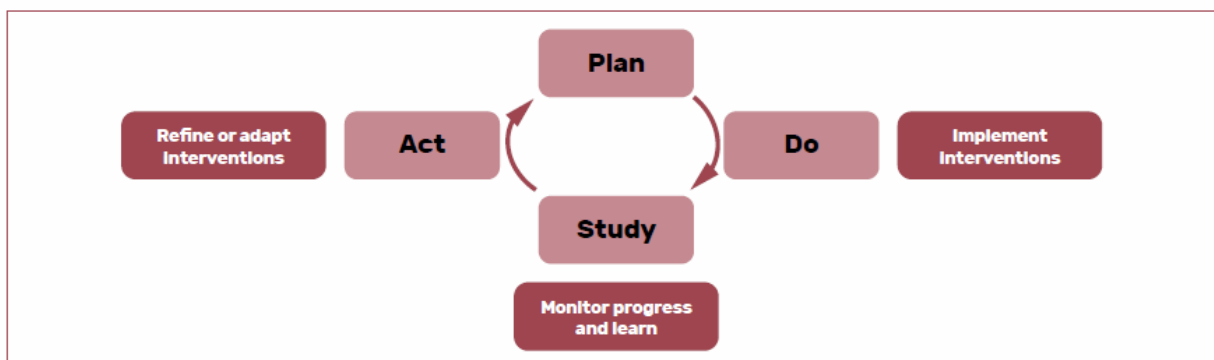 Plan
Refine or adapt
interventions
Act
Do
Implement
interventions
Study
Monitor progress
and learn